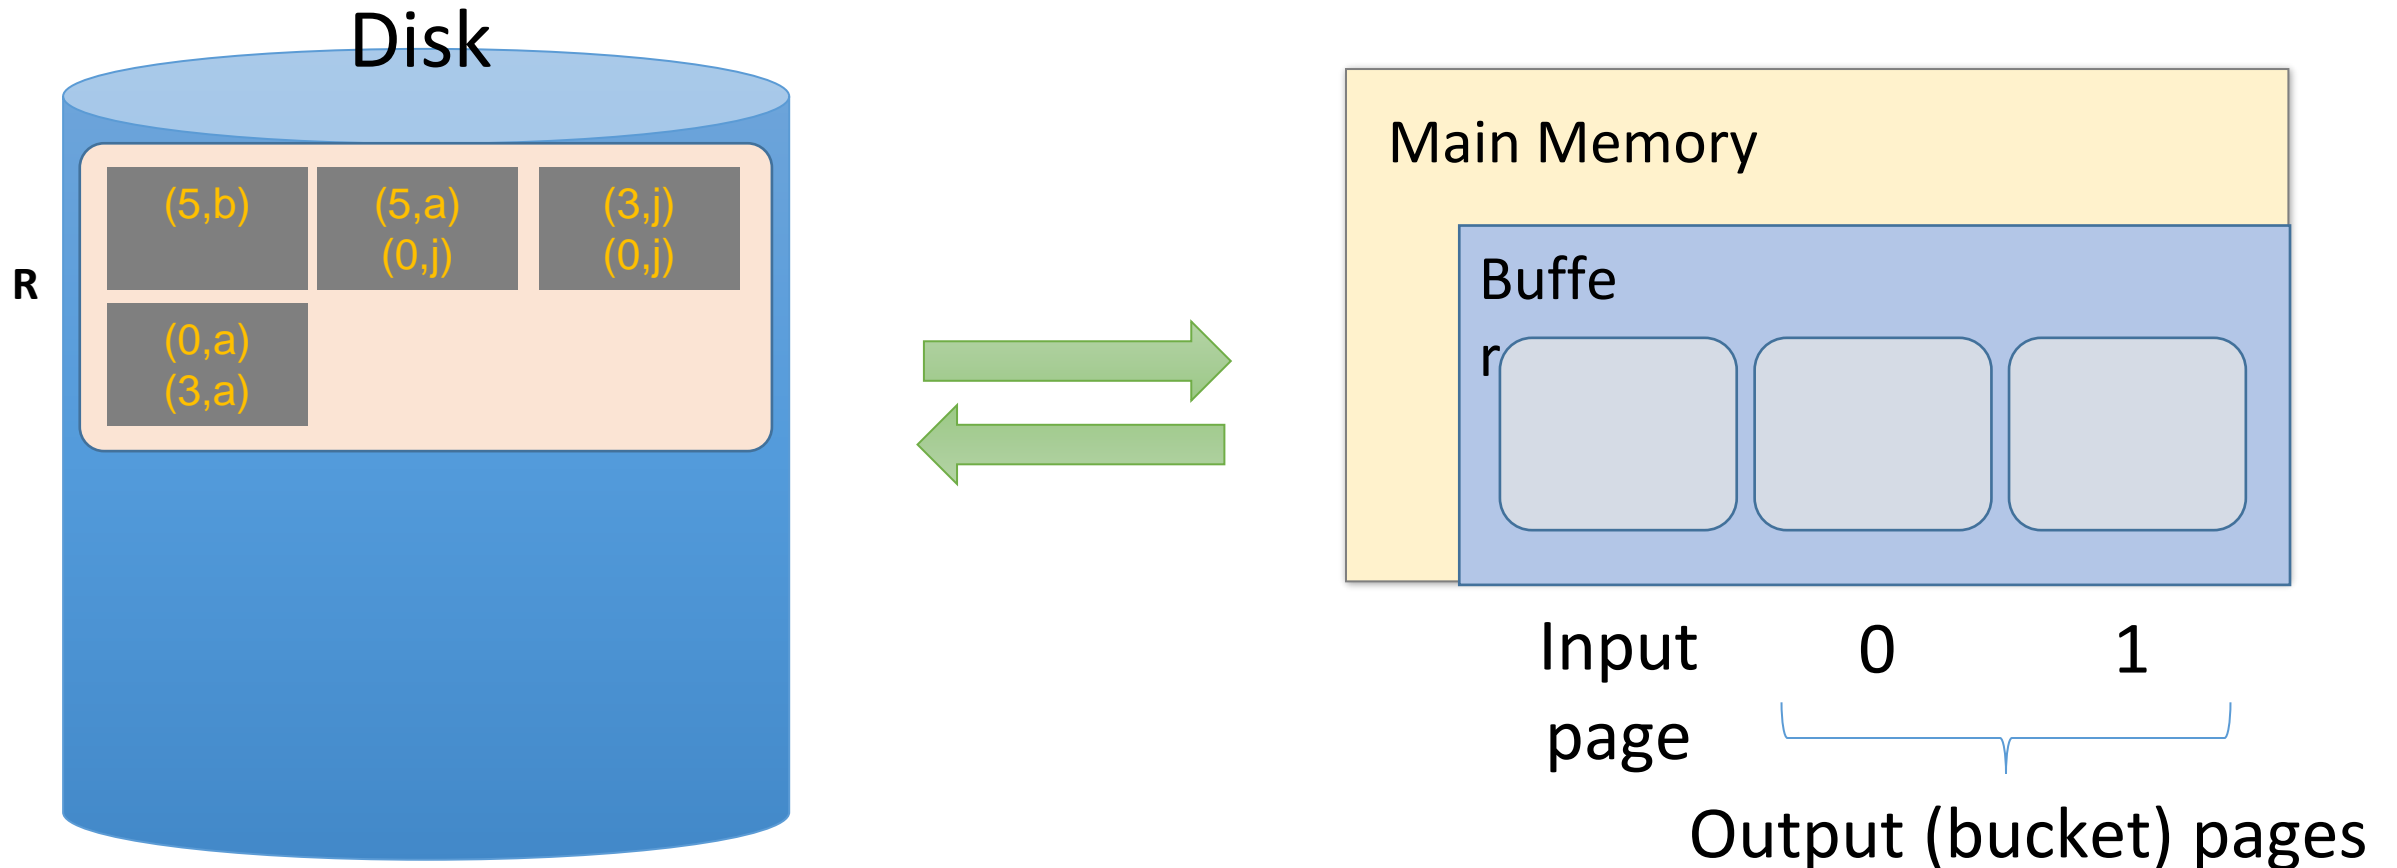 Disk
(5,b)
(5,a)
(0,j)
(3,j)
(0,j)
R
(0,a)
(3,a)
Main Memory
Buffe
r
Input
page
0
1
Output (bucket) pages